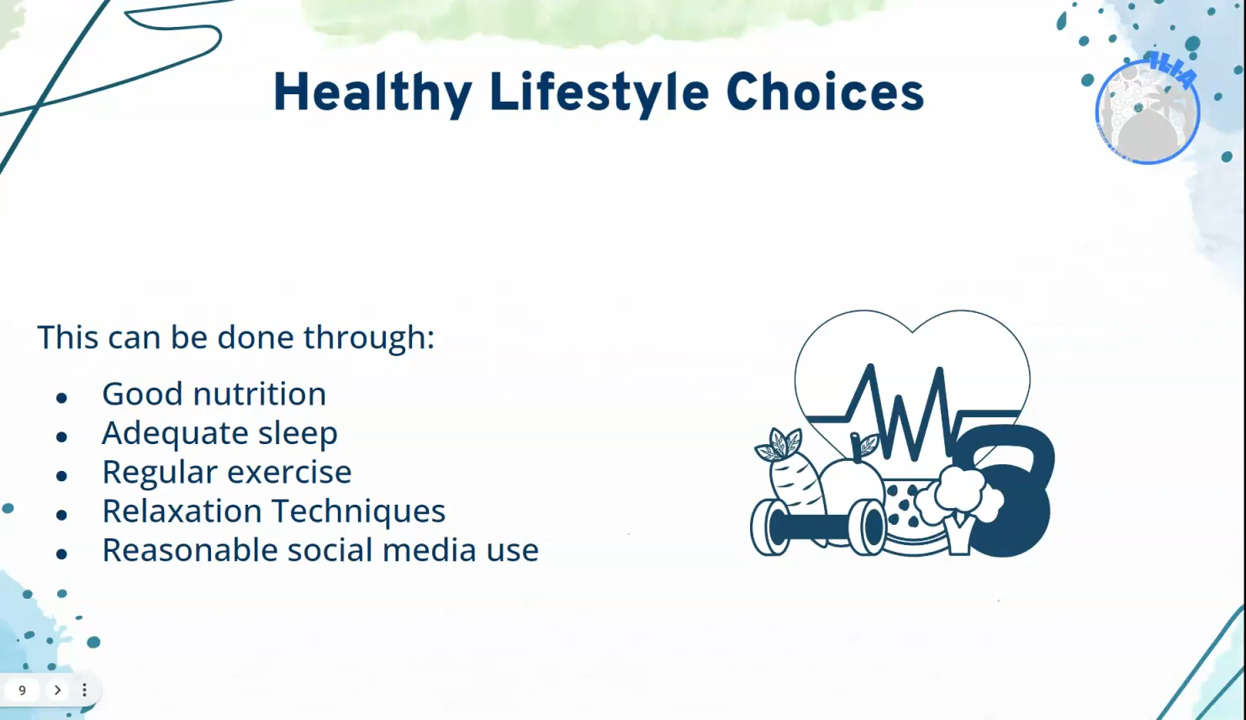 Healthy Lifestyle Choices
This can be done through:
● Good nutrition
● Adequate sleep
● Regular exercise
● Relaxation Techniques
● Reasonable social media use
9